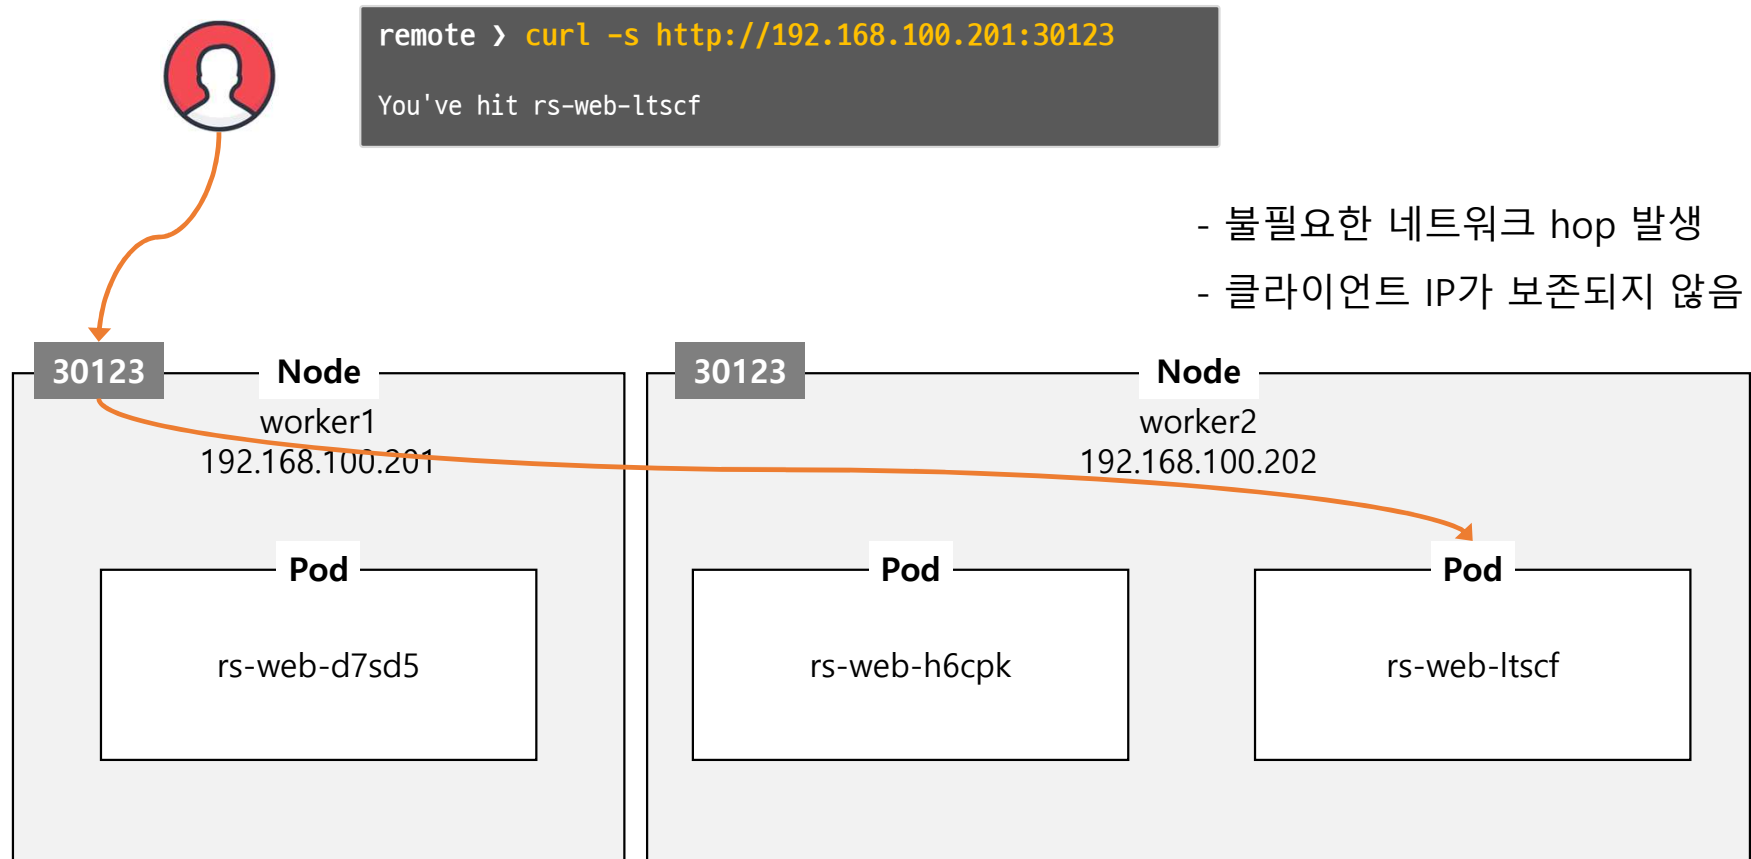 remote ❯ curl -s http://192.168.100.201:30123
You've hit rs-web-ltscf
- 불필요한 네트워크 hop 발생
- 클라이언트 IP가 보존되지 않음
30123
Node
worker1
192.168.100.201
30123
Node
worker2
192.168.100.202
Pod
rs-web-d7sd5
Pod
rs-web-h6cpk
Pod
rs-web-ltscf